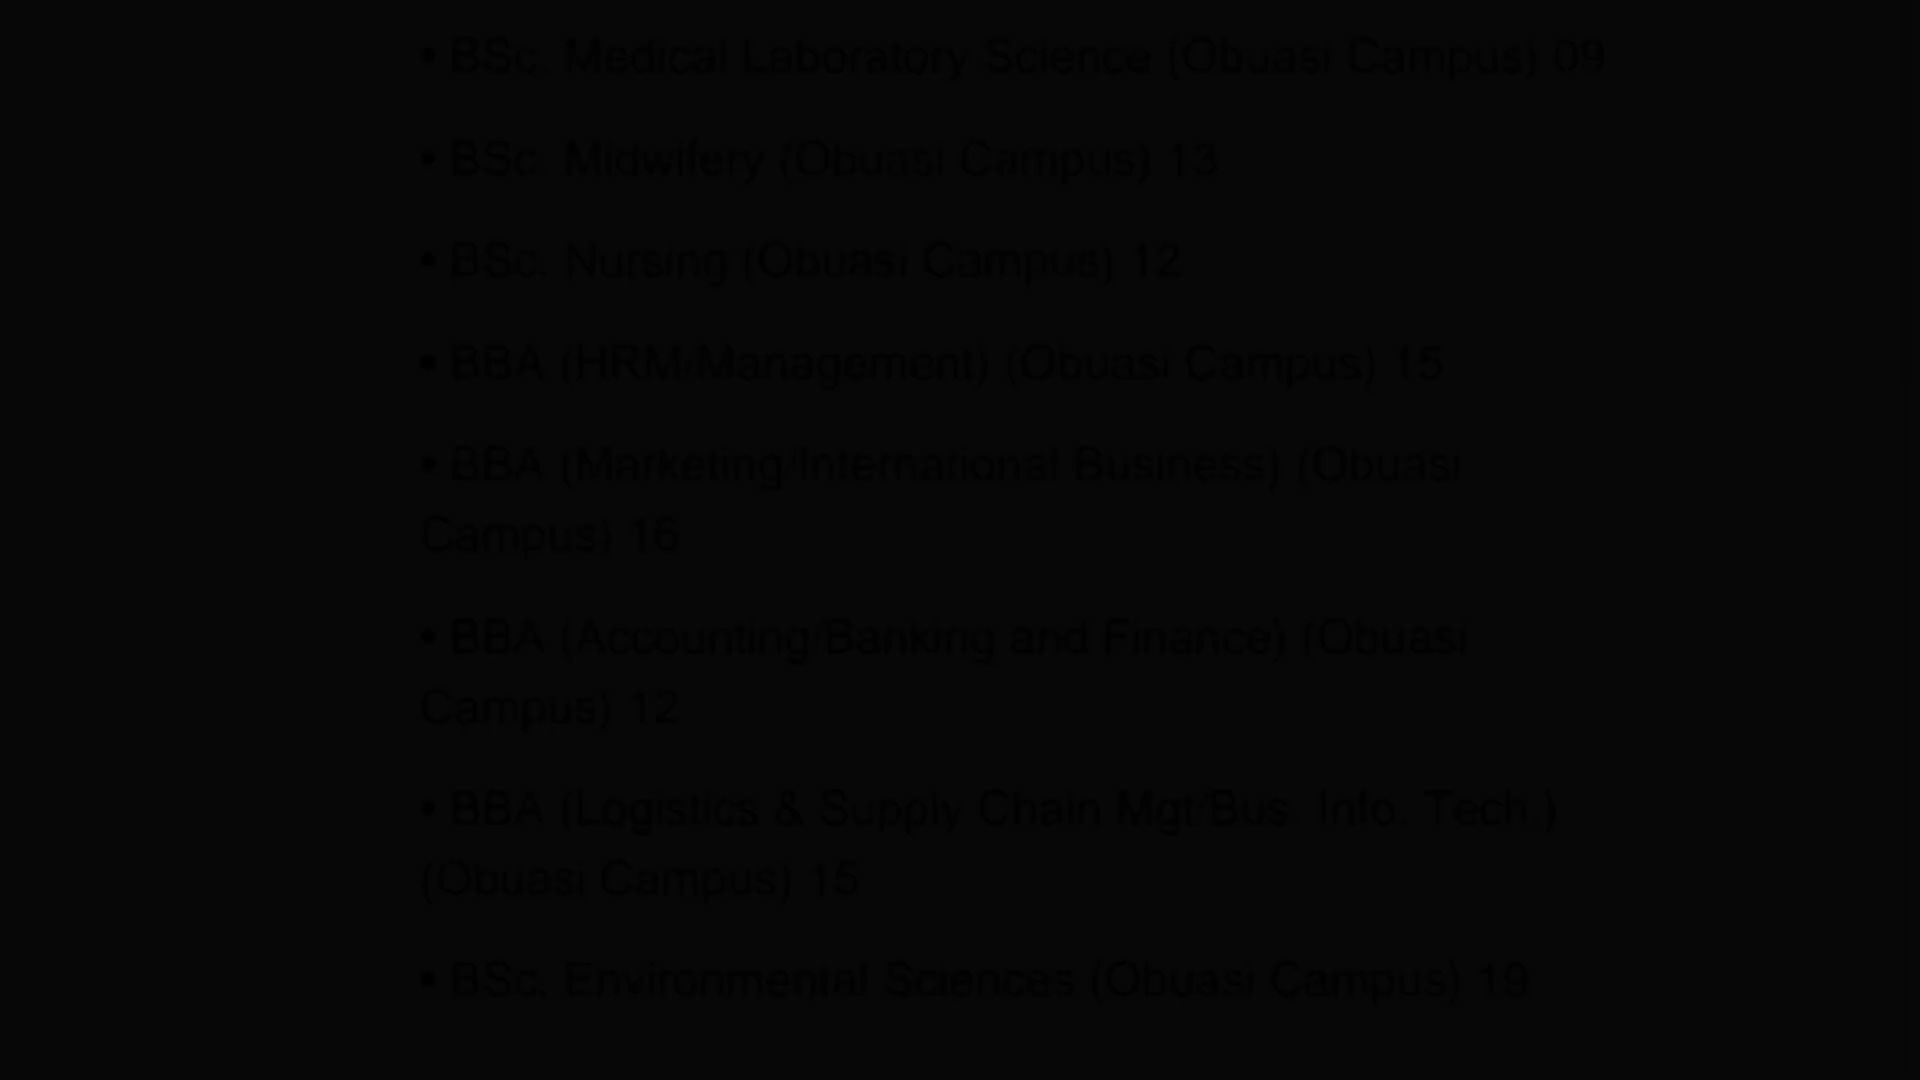 • BSc. Medical Laboratory Science (Obuasi Campus) 09
• BSc. Midwifery (Obuasi Campus) 13
• BSc. Nursing (Obuasi Campus) 12
• BBA (HRM/Management) (Obuasi Campus) 15
• BBA (Marketing/International Business) (Obuasi
Campus) 16
• BBA (Accounting/Banking and Finance) (Obuasi
Campus) 12
• BBA (Logistics & Supply Chain Mgt/Bus. Info. Tech.)
(Obuasi Campus) 15
• BSc. Environmental Sciences (Obuasi Campus) 19